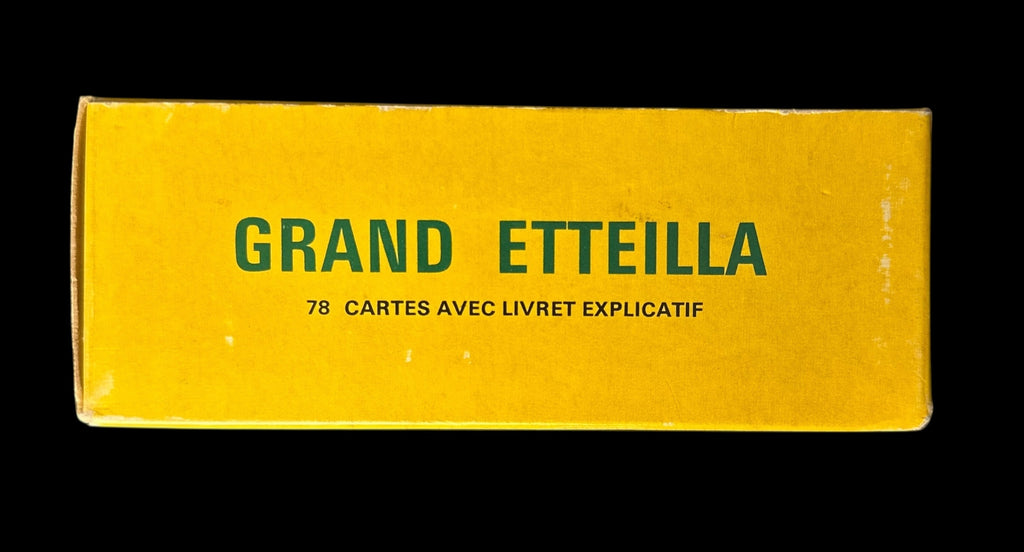 GRAND ETTEILLA
78 CARTES AVEC LIVRET EXPLICATIF